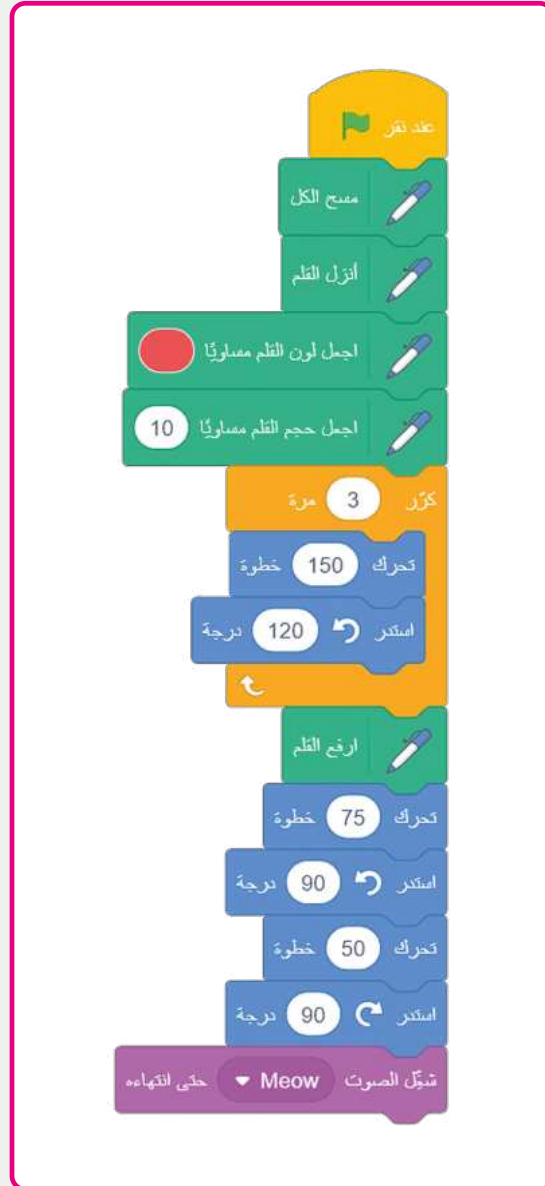 عند نقر
مسح الكل
أنزل القلم
اجعل لون القلم مساويًا
اجعل حجم القلم مساويًا 10
كرّر 3 مرة
تحرك 150 خطوة
استدر 120 درجة
ارفع القلم
تحرك 75 خطوة
استدر 90 درجة
تحرك 50 خطوة
استدر 90 درجة
شغّل الصوت Meow حتى انتهاءه